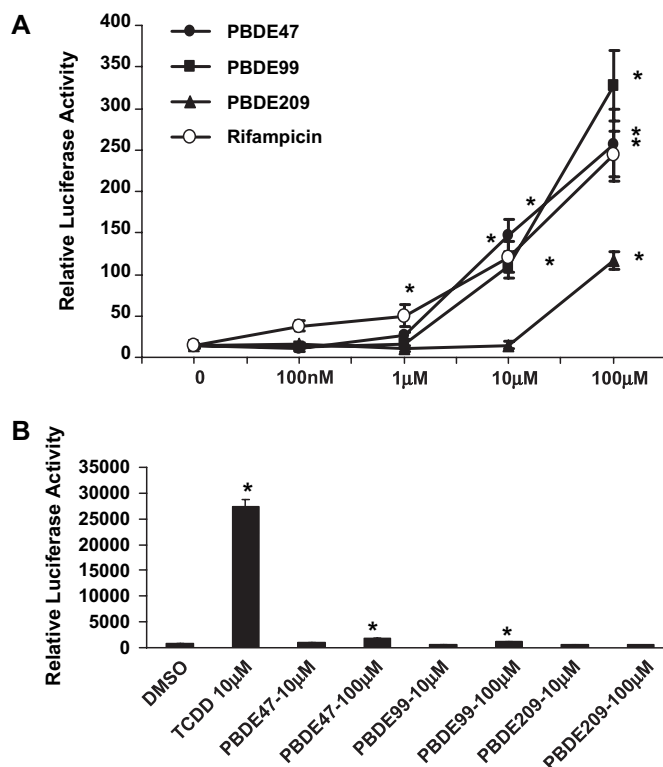 A
PBDE47
PBDE99
PBDE209
Rifampicin
Relative Luciferase Activity
400
350
300
250
200
150
100
50
0
* * * * * * * *
0 100nM 1µM 10µM 100µM
B
Relative Luciferase Activity
35000
30000
25000
20000
15000
10000
5000
0
* * *
DMSO
TCDD 10µM
PBDE47-10µM
PBDE47-100µM
PBDE99-10µM
PBDE99-100µM
PBDE209-10µM
PBDE209-100µM